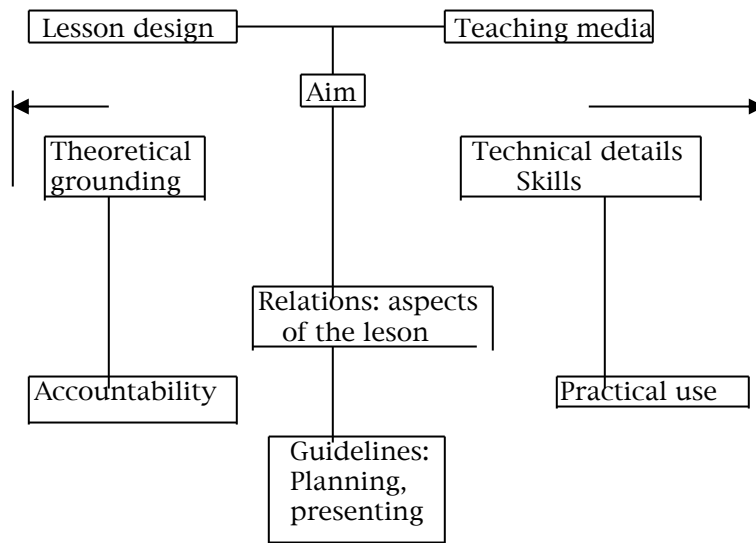 Lesson design
Teaching media
Aim
Theoretical
grounding
Technical details
Skills
Relations: aspects
of the leson
Accountability
Practical use
Guidelines:
Planning,
presenting